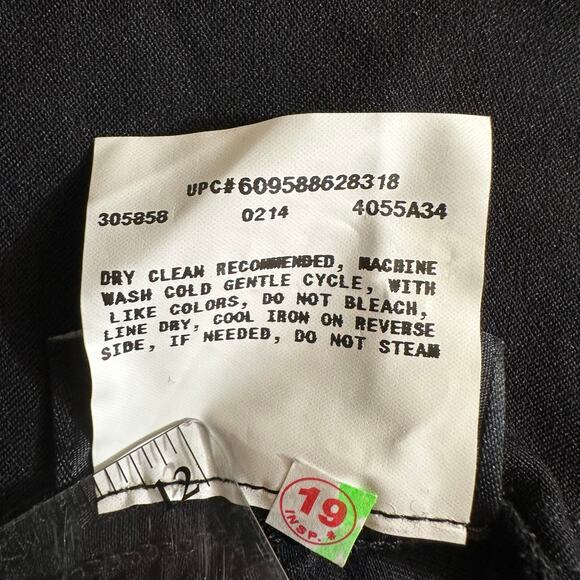 UPC#609588628318
305858 0214 4055A34
DRY CLEAN RECOMMENDED, MACHINE
WASH COLD GENTLE CYCLE, WITH
LIKE COLORS, DO NOT BLEACH,
LINE DRY, COOL IRON ON REVERSE
SIDE, IF NEEDED, DO NOT STEAM
12
19
INSP. #